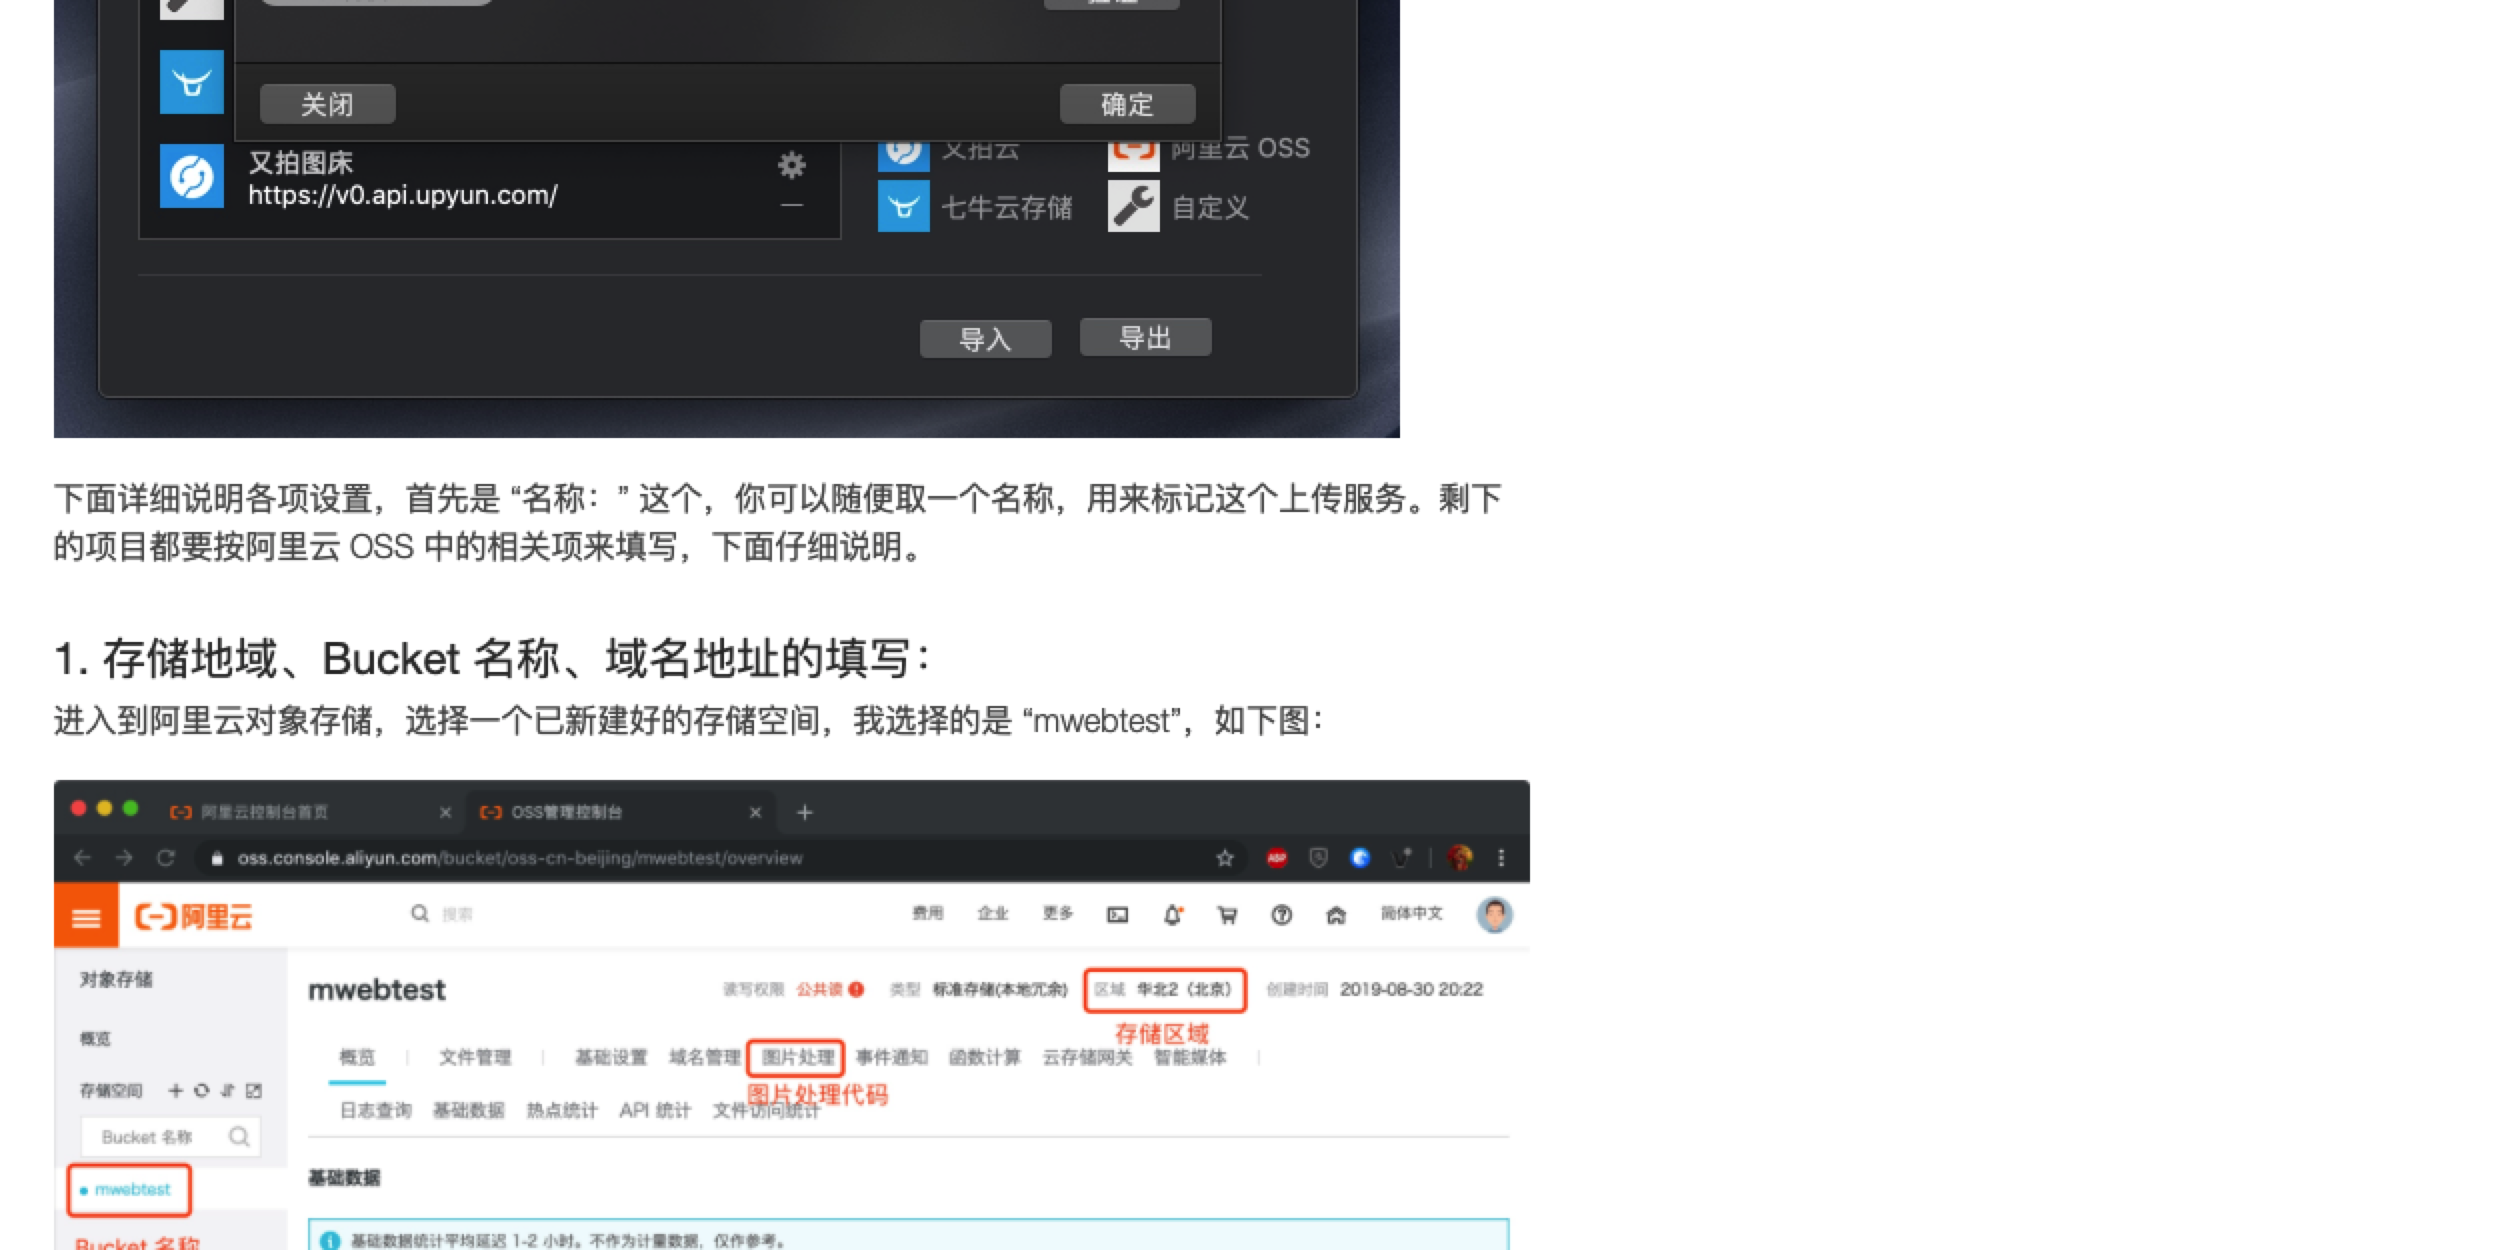 关闭
确定
又拍图床
https://v0.api.upyun.com/
又拍云
阿里云 OSS
七牛云存储
自定义
导入
导出
下面详细说明各项设置，首先是 “名称：” 这个，你可以随便取一个名称，用来标记这个上传服务。剩下
的项目都要按阿里云 OSS 中的相关项来填写，下面仔细说明。
1. 存储地域、Bucket 名称、域名地址的填写：
进入到阿里云对象存储，选择一个已新建好的存储空间，我选择的是 “mwebtest”，如下图：
阿里云控制台首页
OSS管理控制台
oss.console.aliyun.com/bucket/oss-cn-beijing/mwebtest/overview
阿里云
搜索
费用 企业 更多 简体中文
对象存储
mwebtest
读写权限 公共读 类型 标准存储(本地冗余) 区域 华北2（北京） 创建时间 2019-08-30 20:22
存储区域
概览
概览 文件管理 基础设置 域名管理 图片处理 事件通知 函数计算 云存储网关 智能媒体
图片处理代码
存储空间
日志查询 基础数据 热点统计 API 统计 文件访问统计
Bucket 名称
基础数据
mwebtest
Bucket 名称
基础数据统计平均延迟 1-2 小时。不作为计量数据，仅作参考。